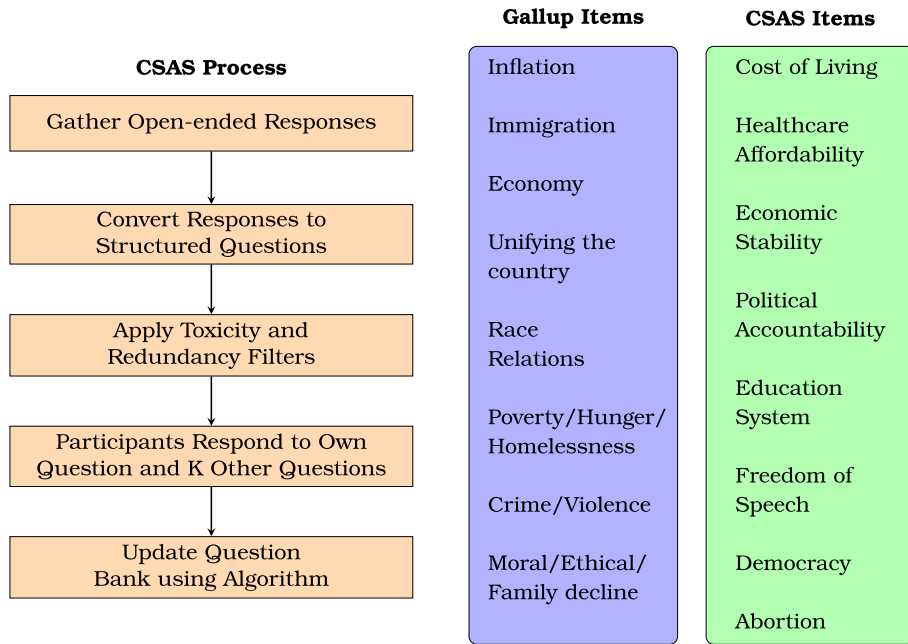 CSAS Process
Gather Open-ended Responses
Convert Responses to
Structured Questions
Apply Toxicity and
Redundancy Filters
Participants Respond to Own
Question and K Other Questions
Update Question
Bank using Algorithm
Gallup Items
Inflation
Immigration
Economy
Unifying the
country
Race
Relations
Poverty/Hunger/
Homelessness
Crime/Violence
Moral/Ethical/
Family decline
CSAS Items
Cost of Living
Healthcare
Affordability
Economic
Stability
Political
Accountability
Education
System
Freedom of
Speech
Democracy
Abortion